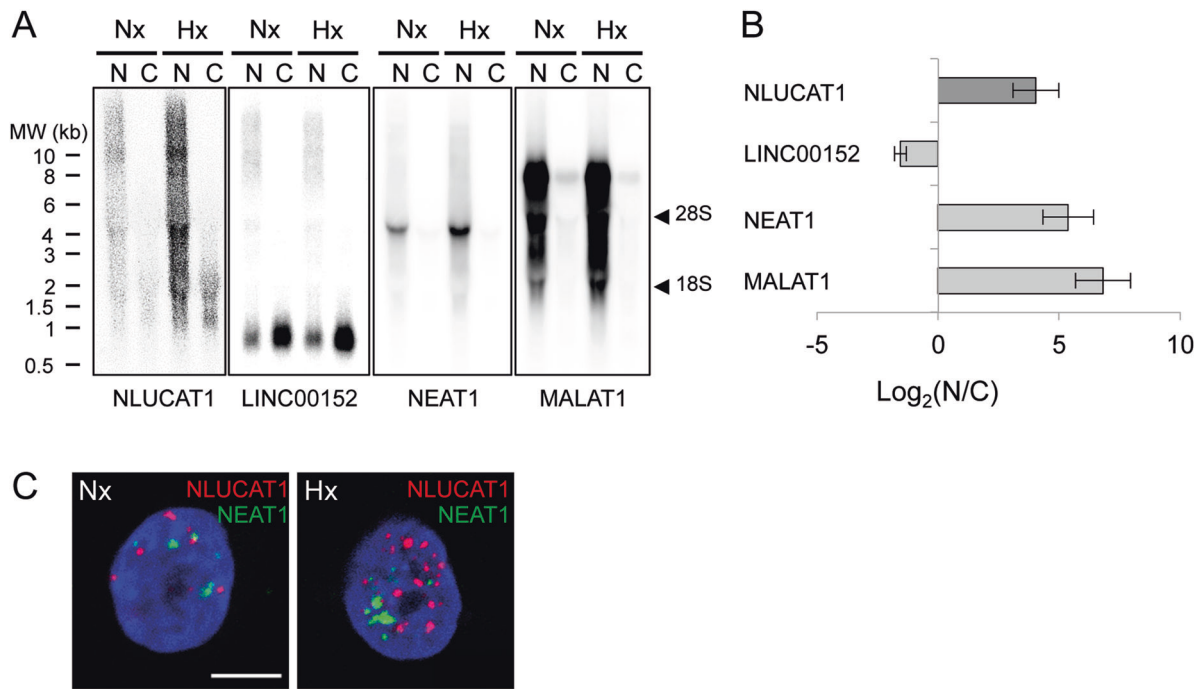 A
Nx Hx Nx Hx Nx Hx Nx Hx
N C N C N C N C N C N C N C N C
MW (kb)
10
8
6
4
3
2
1.5
1
0.5
28S
18S
NLUCAT1 LINC00152 NEAT1 MALAT1
B
NLUCAT1
LINC00152
NEAT1
MALAT1
-5 0 5 10
Log2(N/C)
C
Nx NLUCAT1
NEAT1
Hx NLUCAT1
NEAT1